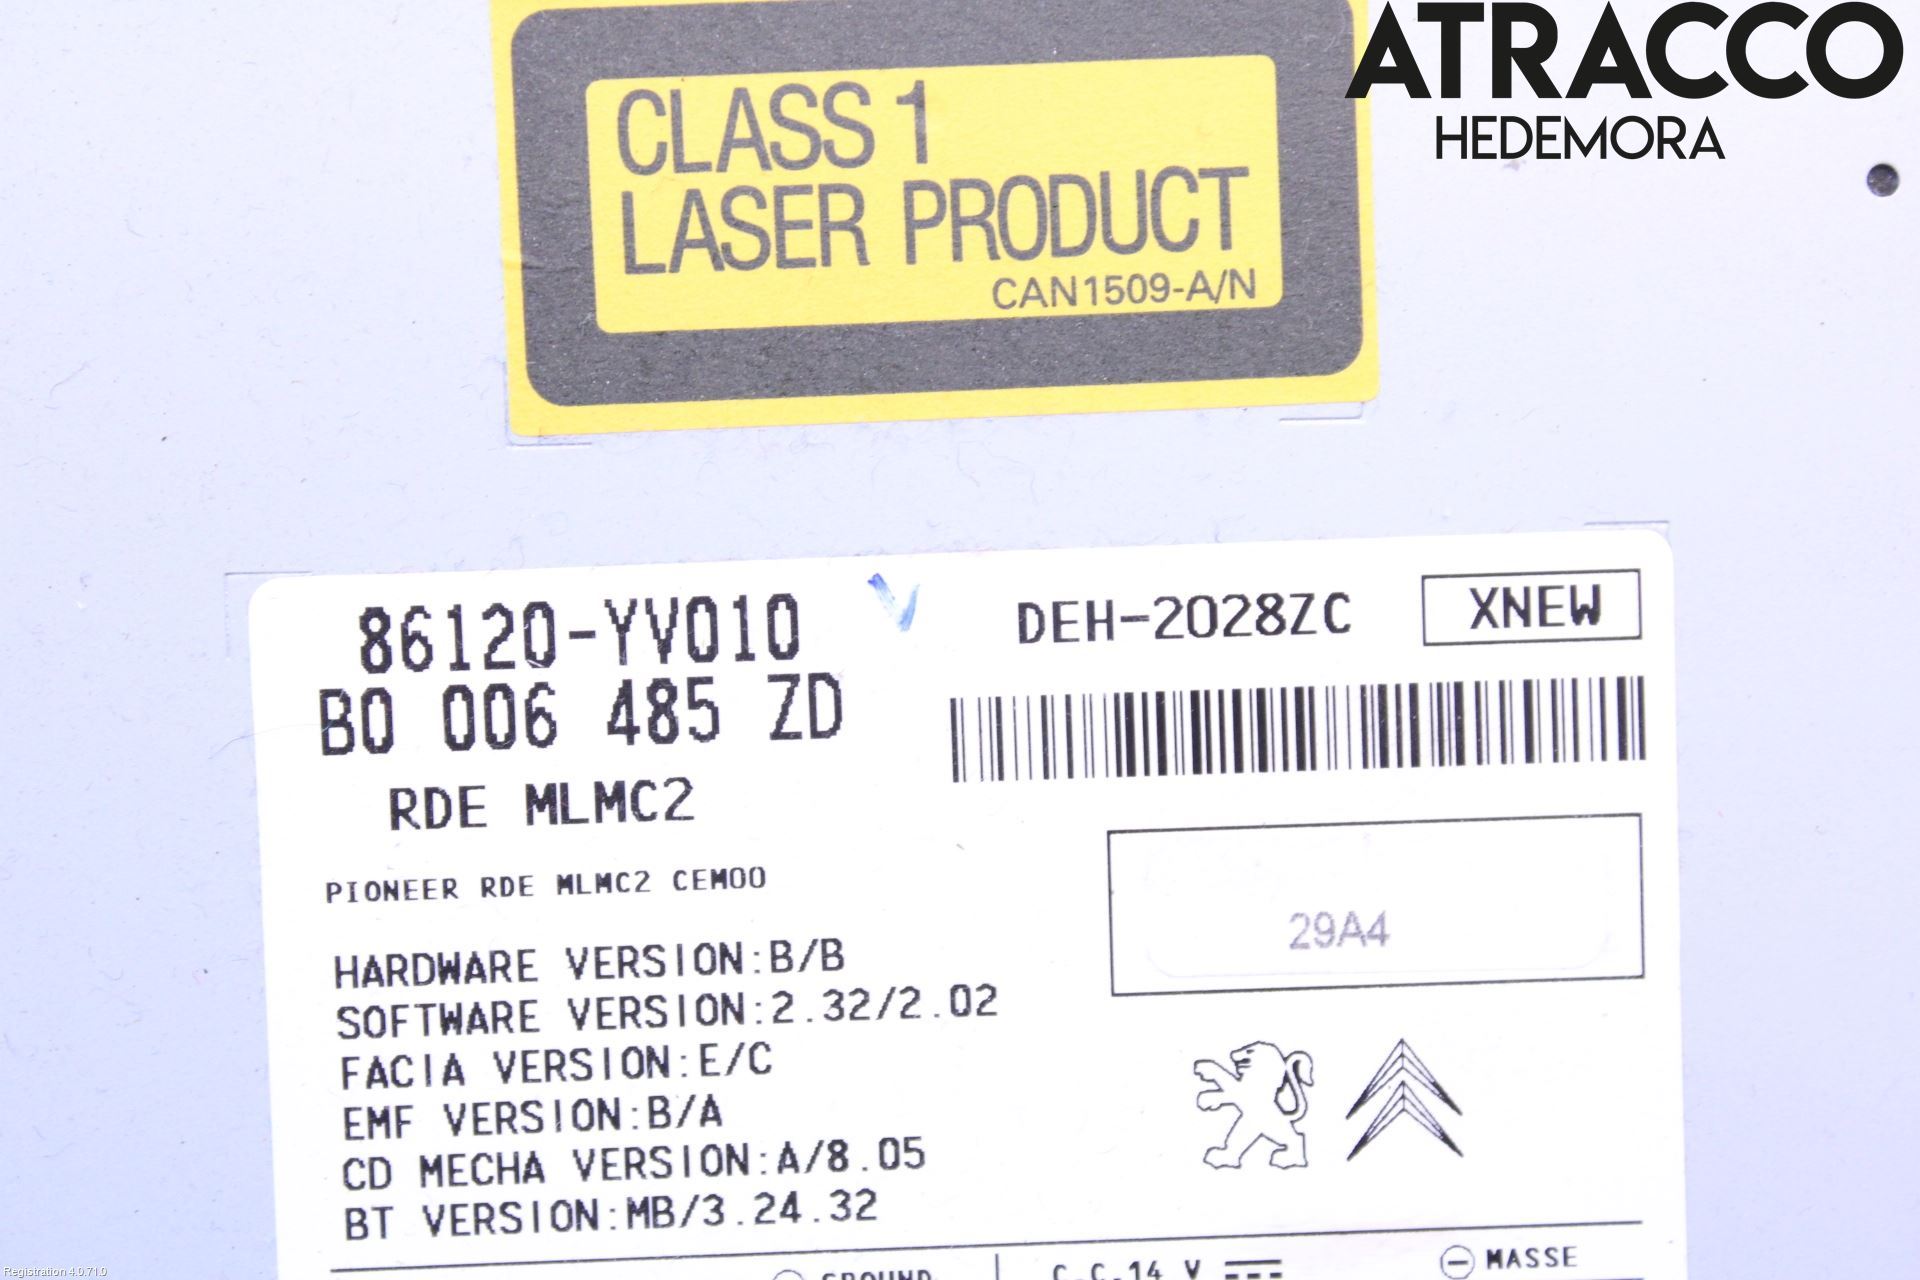 ATRACCO
HEDEMORA
CLASS 1
LASER PRODUCT
CAN1509-A/N
86120-YV010
DEH-2028ZC
XNEW
B0 006 485 ZD
RDE MLMC2
PIONEER RDE MLMC2 CEM00
29A4
HARDWARE VERSION:B/B
SOFTWARE VERSION:2.32/2.02
FACIA VERSION:E/C
EMF VERSION:B/A
CD MECHA VERSION:A/8.05
BT VERSION:MB/3.24.32
GROUND
C.C.14 V
MASSE
Registration 4.0.71.0